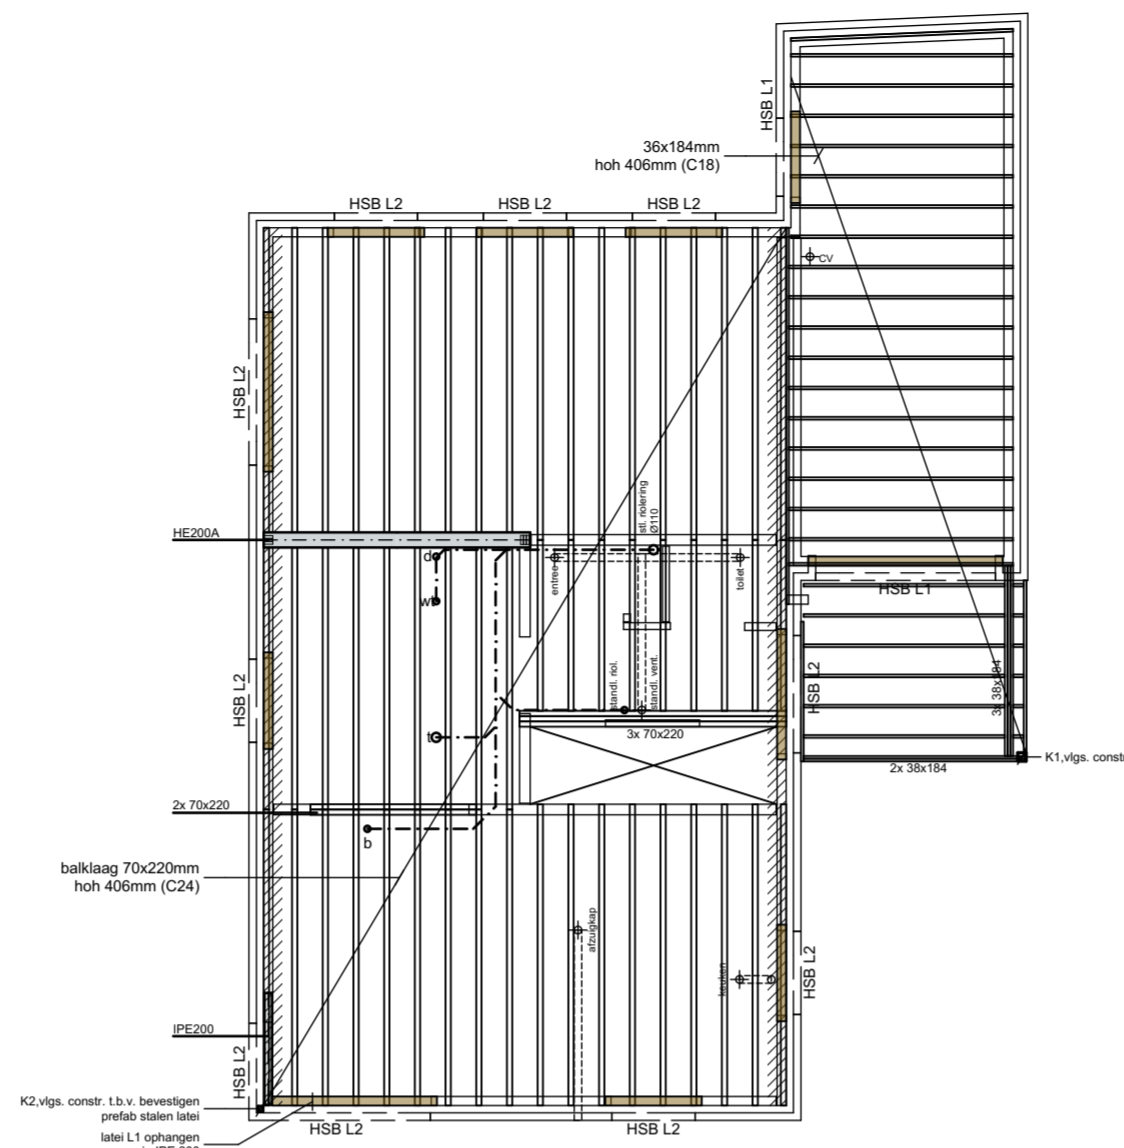 HSB L1
36x184mm
hoh 406mm (C18)
HSB L2
HSB L2
HSB L2
CV
HSB L2
stl. riolering
Ø110
HE200A
d
wt
entree
toilet
HSB L1
HSB L2
standl. riol.
standl. vent.
HSB L2
3x 38x184
t
3x 70x220
2x 38x184
K1,vlgs. constr
2x 70x220
b
balklaag 70x220mm
hoh 406mm (C24)
afzuigkap
keuken
HSB L2
IPE200
HSB L2
K2,vlgs. constr. t.b.v. bevestigen
prefab stalen latei
latei L1 ophangen
HSB L2
HSB L2